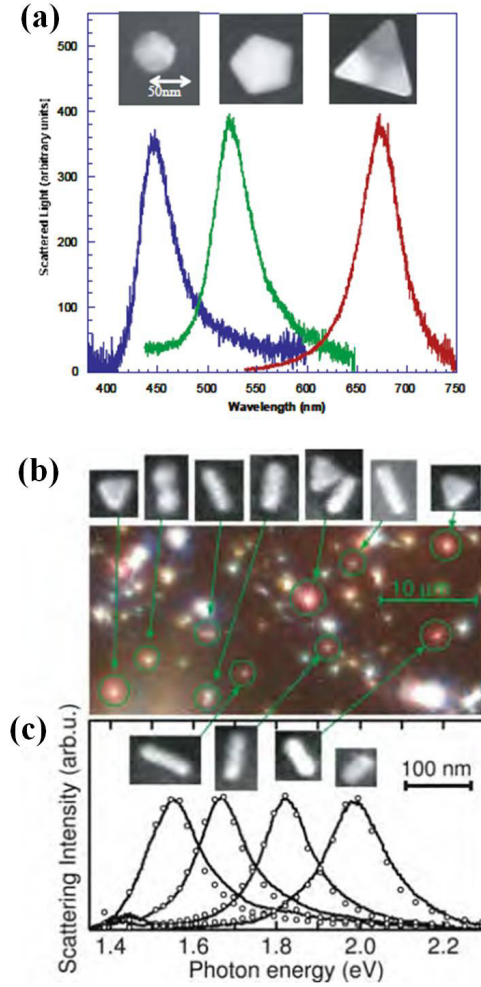 (a)
Scattered Light (arbitrary units)
500
400
300
200
100
0
50nm
380 450 500 550 600 650 700 750
Wavelength (nm)
(b)
10 μm
(c)
Scattering Intensity (arb.u.)
100 nm
1.4 1.6 1.8 2.0 2.2
Photon energy (eV)